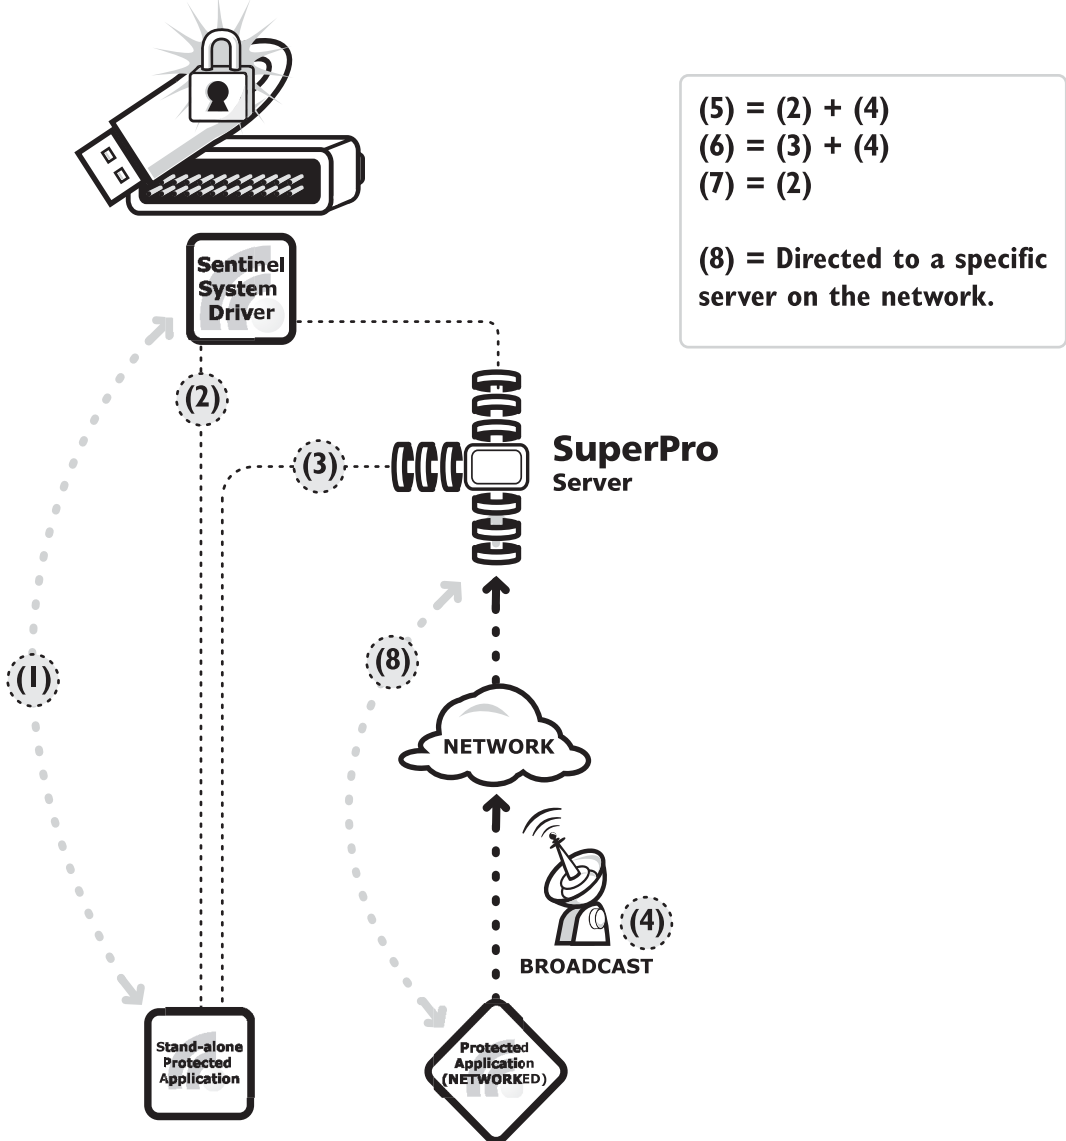 (5) = (2) + (4)
(6) = (3) + (4)
(7) = (2)
(8) = Directed to a specific
server on the network.
Sentinel
System
Driver
(2)
(3)
SuperPro
Server
(1)
(8)
NETWORK
(4)
BROADCAST
Stand-alone
Protected
Application
Protected
Application
(NETWORKED)